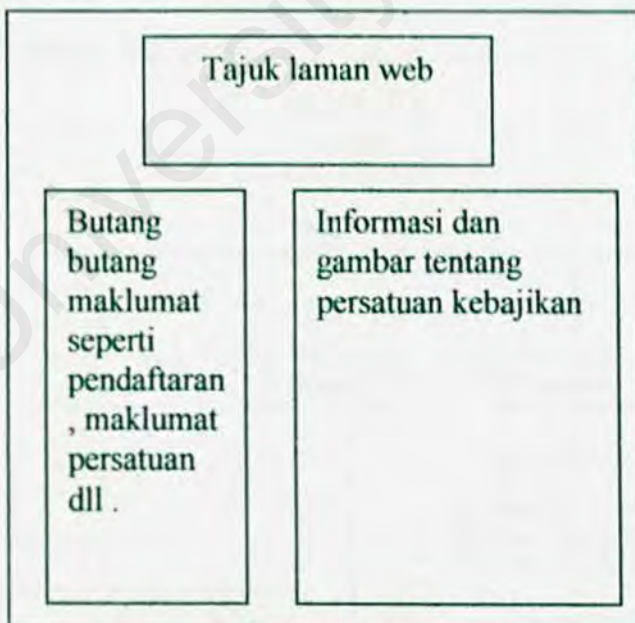 Tajuk laman web
Butang
butang
maklumat
seperti
pendaftaran
, maklumat
persatuan
dll .
Informasi dan
gambar tentang
persatuan kebajikan